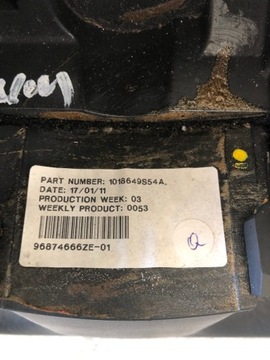 PART NUMBER: 1018649S54A.
DATE: 17/01/11
PRODUCTION WEEK: 03
WEEKLY PRODUCT: 0053
96874666ZE-01
Q